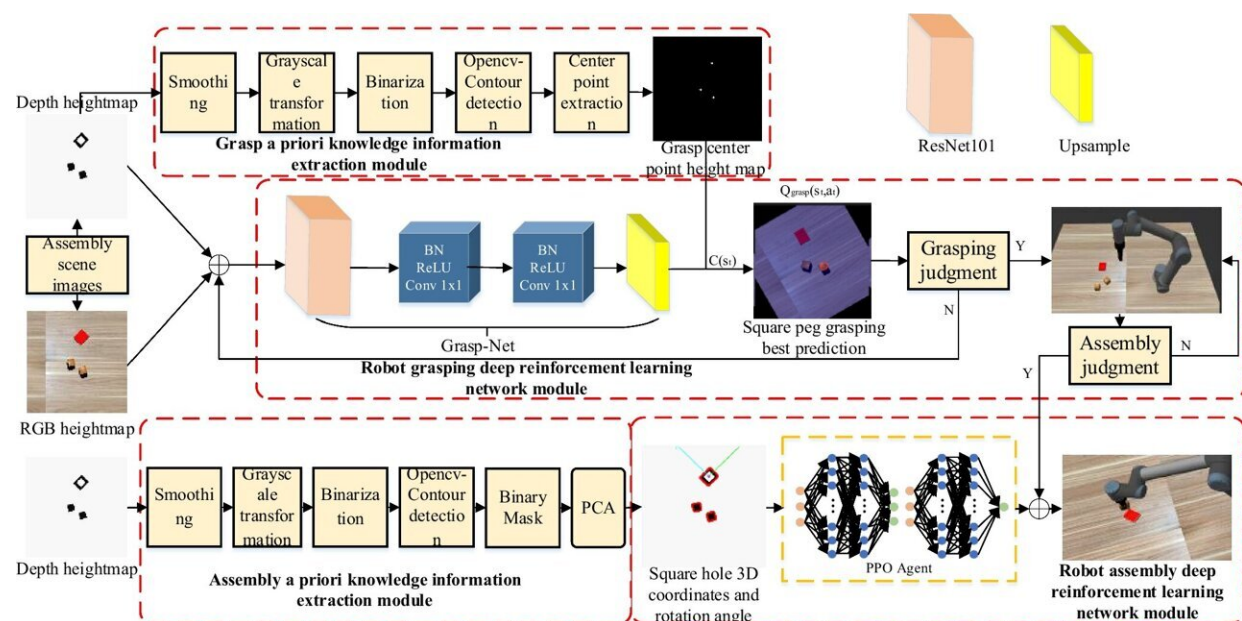 Depth heightmap
Smoothi
ng
Grayscal
e
transfor
mation
Binariza
tion
Opencv-
Contour
detectio
n
Center
point
extractio
n
Grasp a priori knowledge information
extraction module
Grasp center
point height map
ResNet101
Upsample
Assembly
scene
images
RGB heightmap
BN
ReLU
Conv 1x1
BN
ReLU
Conv 1x1
Grasp-Net
Robot grasping deep reinforcement learning
network module
C(st)
Qgrasp(st,at)
Square peg grasping
best prediction
Grasping
judgment
Y
N
Assembly
judgment
N
Y
Depth heightmap
Smoothi
ng
Graysc
ale
transfor
mation
Binariza
tion
Opencv-
Contour
detectio
n
Binary
Mask
PCA
Assembly a priori knowledge information
extraction module
Square hole 3D
coordinates and
rotation angle
PPO Agent
Robot assembly deep
reinforcement learning
network module